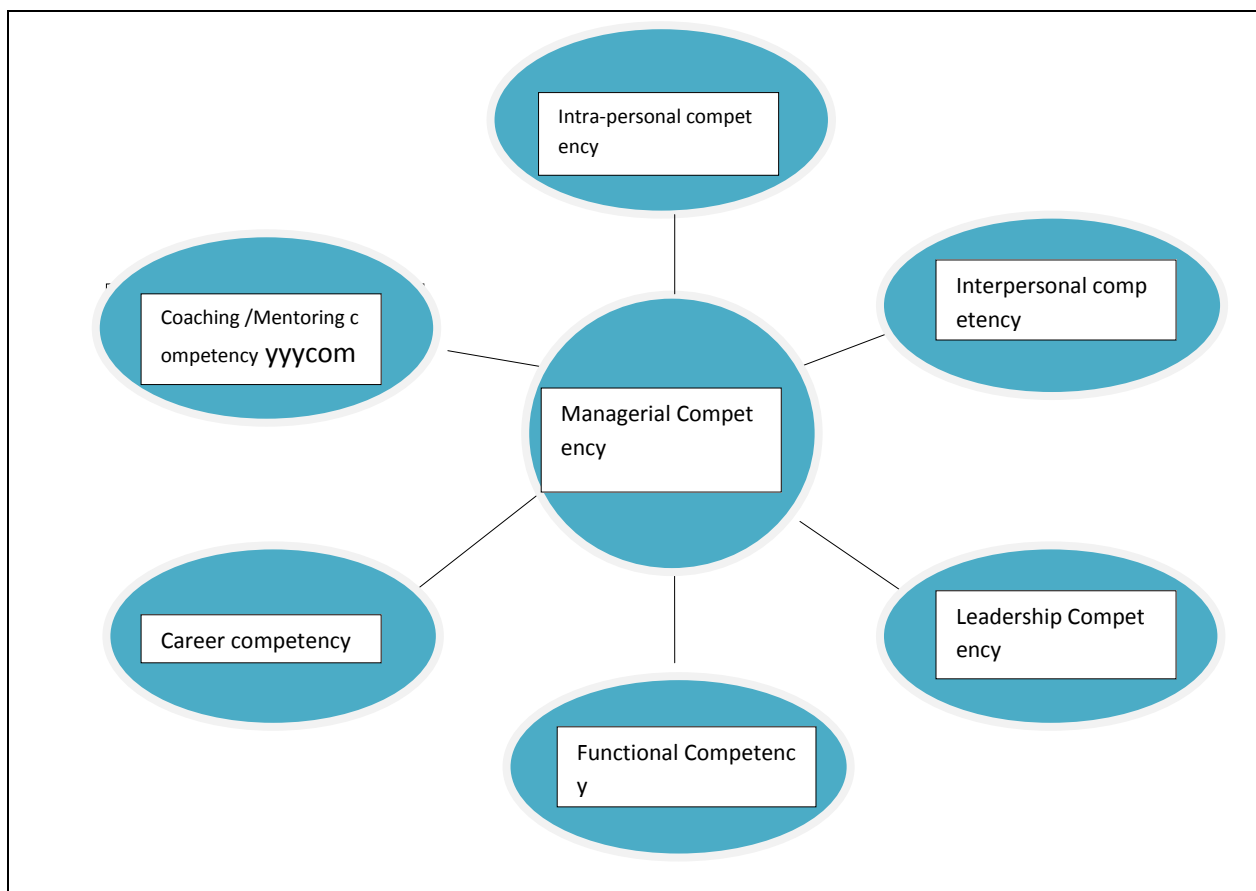 Intra-personal compet
ency
Interpersonal comp
etency
Coaching /Mentoring c
ompetency yyycom
Managerial Compet
ency
Career competency
Leadership Compet
ency
Functional Competenc
y